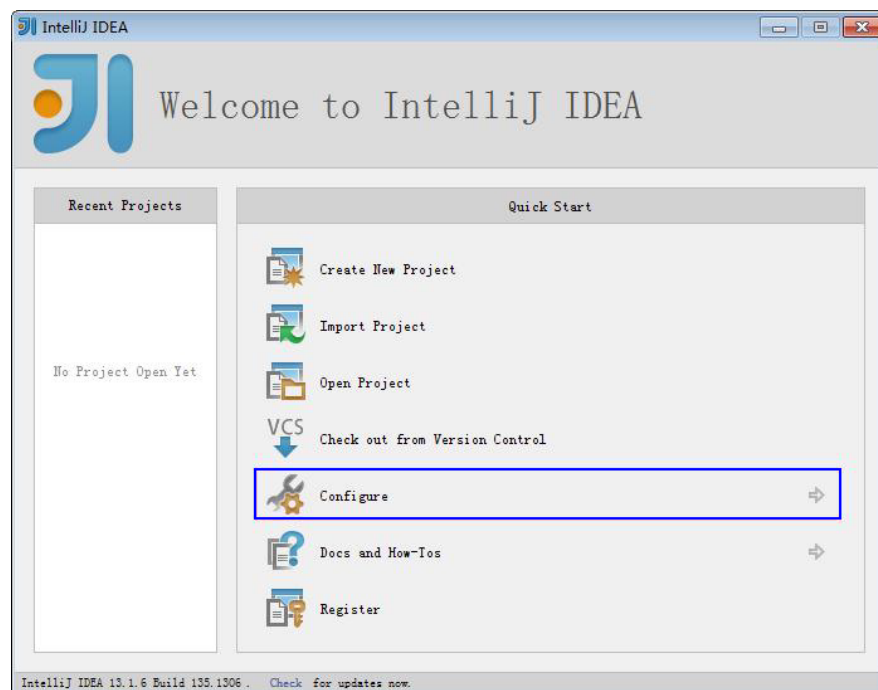 IntelliJ IDEA
Welcome to IntelliJ IDEA
Recent Projects
Quick Start
Create New Project
Import Project
No Project Open Yet
Open Project
VCS
Check out from Version Control
Configure
Docs and How-Tos
Register
IntelliJ IDEA 13.1.6 Build 135.1306 . Check for updates now.